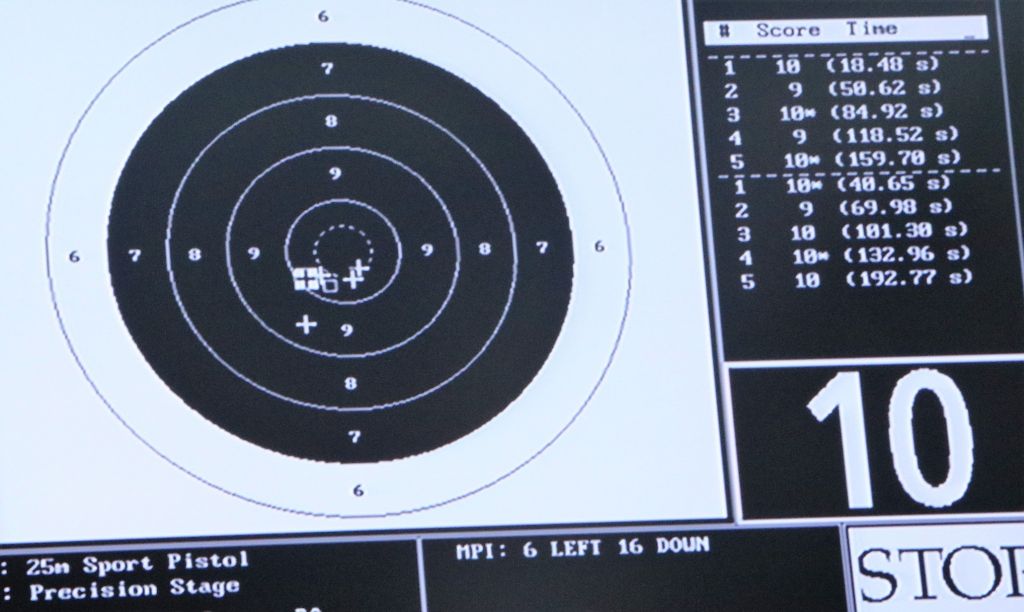 6
7
8
9
6 7 8 9 9 8 7 6
9
8
7
6
# Score Time _
1 10 (18.48 s)
2 9 (50.62 s)
3 10* (84.92 s)
4 9 (118.52 s)
5 10* (159.70 s)
1 10* (40.65 s)
2 9 (69.98 s)
3 10 (101.30 s)
4 10* (132.96 s)
5 10 (192.77 s)
10
: 25m Sport Pistol
: Precision Stage
MPI: 6 LEFT 16 DOWN
STOP